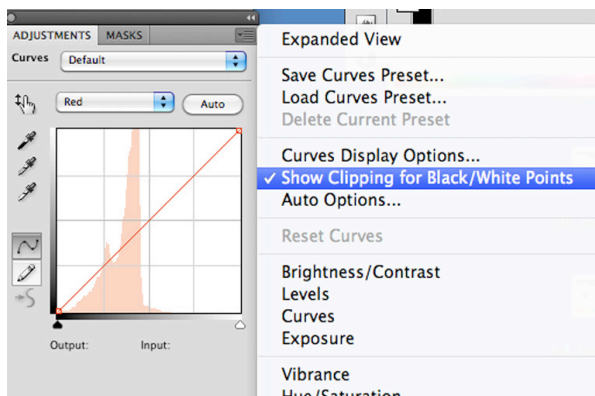 ADJUSTMENTS MASKS
Curves Default
Red Auto
Output: Input:
Expanded View
Save Curves Preset...
Load Curves Preset...
Delete Current Preset
Curves Display Options...
✓ Show Clipping for Black/White Points
Auto Options...
Reset Curves
Brightness/Contrast
Levels
Curves
Exposure
Vibrance
Hue/Saturation